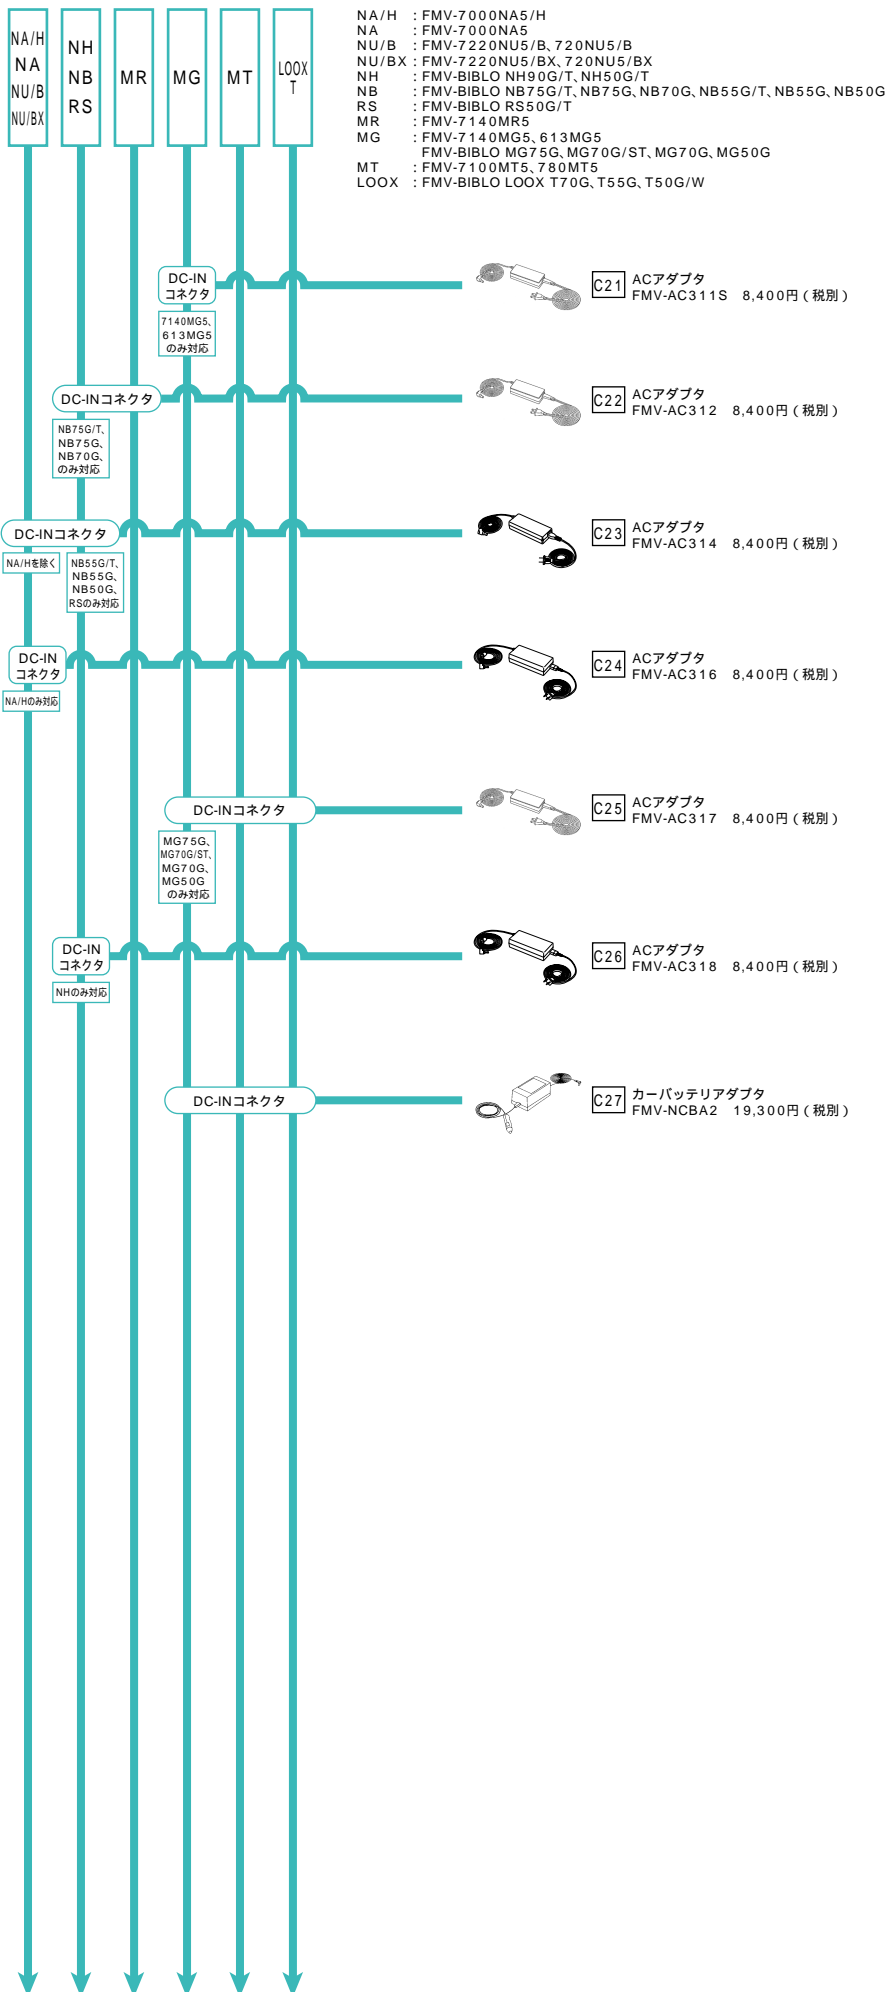 NA/H
NA
NU/B
NU/BX
NH
NB
RS
MR
MG
MT
LOOX
T
NA/H : FMV-7000NA5/H
NA : FMV-7000NA5
NU/B : FMV-7220NU5/B、720NU5/B
NU/BX : FMV-7220NU5/BX、720NU5/BX
NH : FMV-BIBLO NH90G/T、NH50G/T
NB : FMV-BIBLO NB75G/T、NB75G、NB70G、NB55G/T、NB55G、NB50G
RS : FMV-BIBLO RS50G/T
MR : FMV-7140MR5
MG : FMV-7140MG5、613MG5
FMV-BIBLO MG75G、MG70G/ST、MG70G、MG50G
MT : FMV-7100MT5、780MT5
LOOX : FMV-BIBLO LOOX T70G、T55G、T50G/W
DC-IN
コネクタ
7140MG5、
613MG5
のみ対応
C21 ACアダプタ
FMV-AC311S 8,400円（税別）
DC-INコネクタ
NB75G/T、
NB75G、
NB70G、
のみ対応
C22 ACアダプタ
FMV-AC312 8,400円（税別）
DC-INコネクタ
NA/Hを除く
NB55G/T、
NB55G、
NB50G、
RSのみ対応
C23 ACアダプタ
FMV-AC314 8,400円（税別）
DC-IN
コネクタ
NA/Hのみ対応
C24 ACアダプタ
FMV-AC316 8,400円（税別）
DC-INコネクタ
MG75G、
MG70G/ST、
MG70G、
MG50G
のみ対応
C25 ACアダプタ
FMV-AC317 8,400円（税別）
DC-IN
コネクタ
NHのみ対応
C26 ACアダプタ
FMV-AC318 8,400円（税別）
DC-INコネクタ
C27 カーバッテリアダプタ
FMV-NCBA2 19,300円（税別）